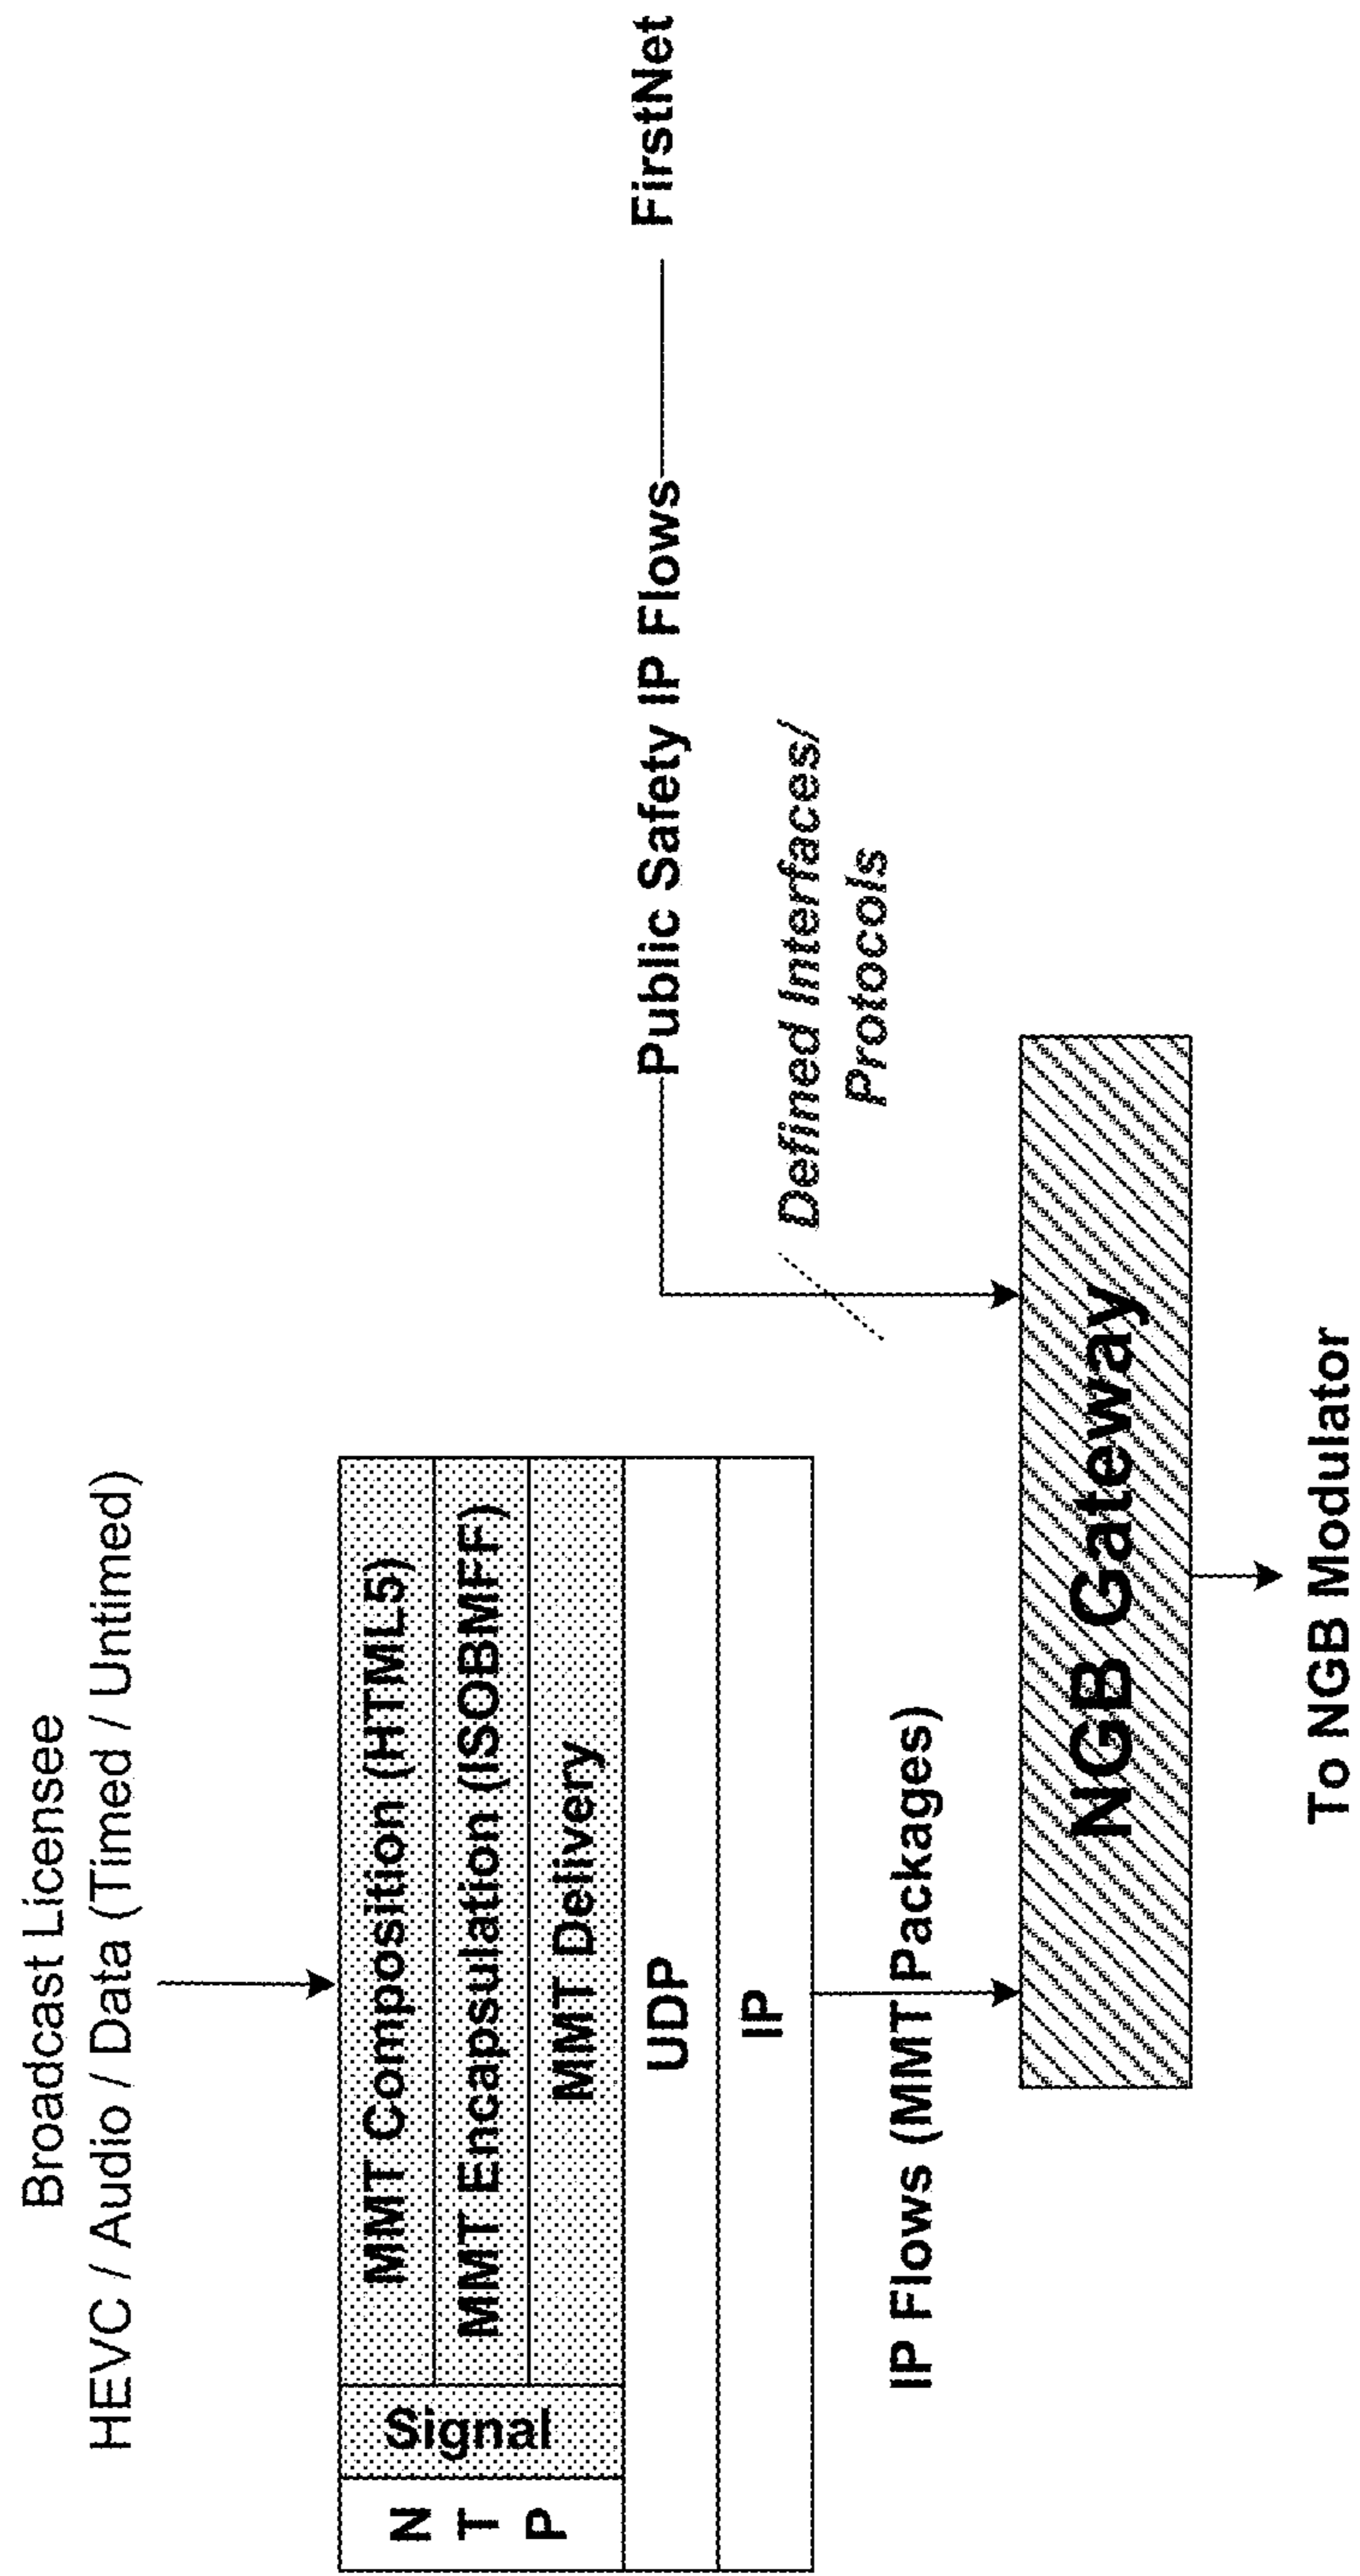 Broadcast Licensee
HEVC / Audio / Data (Timed / Untimed)
N
T
P
Signal
MMT Composition (HTML5)
MMT Encapsulation (ISOBMFF)
MMT Delivery
UDP
IP
IP Flows (MMT Packages)
Public Safety IP Flows
FirstNet
Defined Interfaces/
Protocols
NGB Gateway
To NGB Modulator